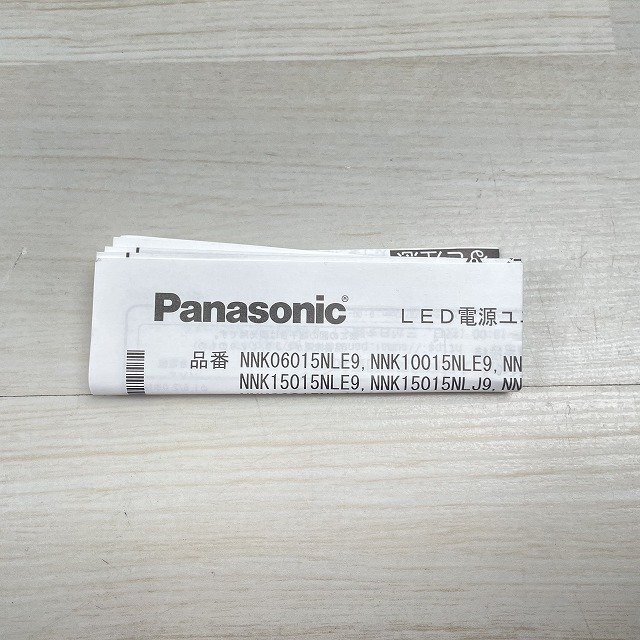 Panasonic® LED電源ユ
品番 NNK06015NLE9, NNK10015NLE9, NN
NNK15015NLE9, NNK15015NLJ9, NN